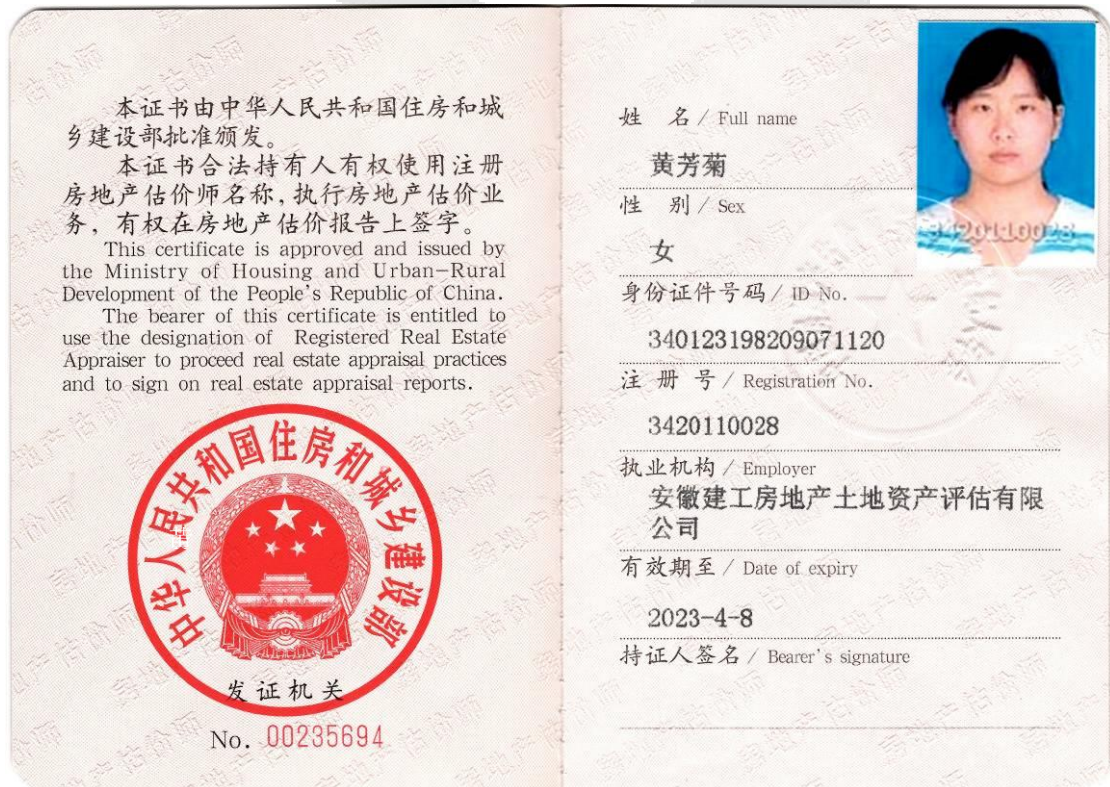 本证书由中华人民共和国住房和城
乡建设部批准颁发。
本证书合法持有人有权使用注册
房地产估价师名称,执行房地产估价业
务,有权在房地产估价报告上签字。
This certificate is approved and issued by
the Ministry of Housing and Urban-Rural
Development of the People's Republic of China.
The bearer of this certificate is entitled to
use the designation of Registered Real Estate
Appraiser to proceed real estate appraisal practices
and to sign on real estate appraisal reports.
中华人民共和国住房和城乡建设部
发证机关
No. 00235694
姓 名 / Full name
黄芳菊
性 别 / Sex
女
3420110028
身份证件号码 / ID No.
340123198209071120
注 册 号 / Registration No.
3420110028
执业机构 / Employer
安徽建工房地产土地资产评估有限
公司
有效期至 / Date of expiry
2023-4-8
持证人签名 / Bearer's signature